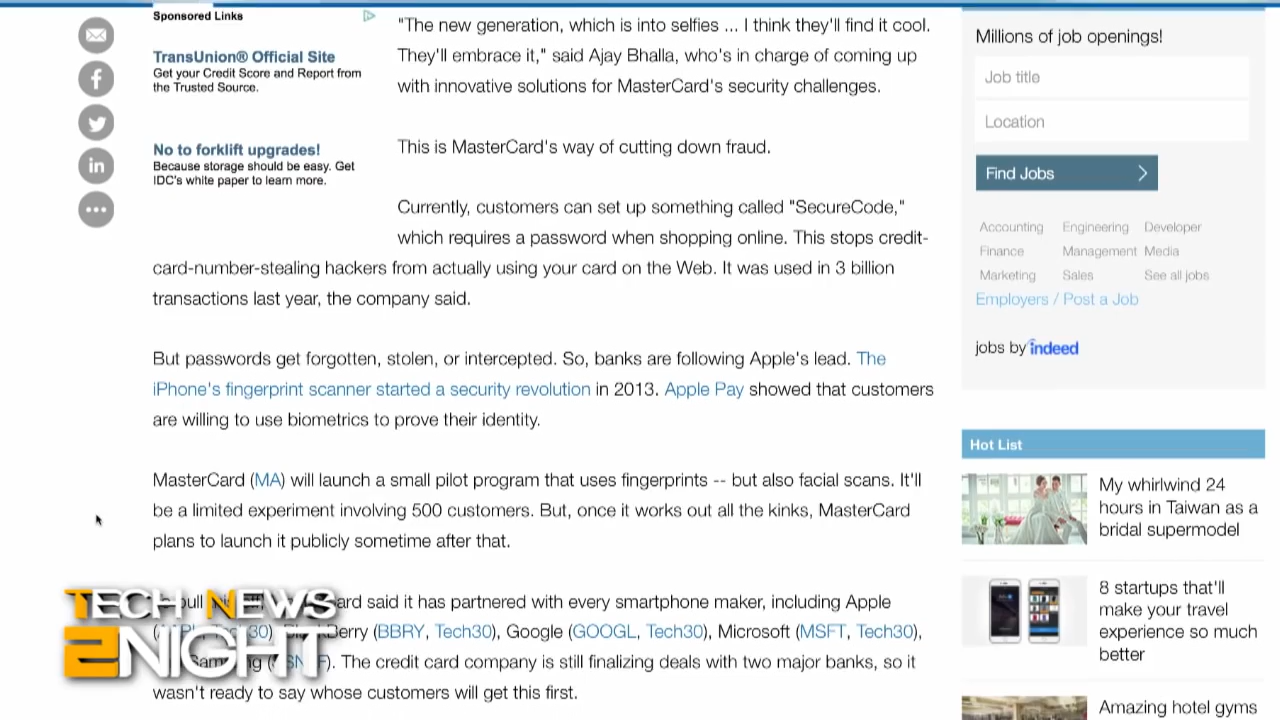 Sponsored Links
TransUnion® Official Site
Get your Credit Score and Report from
the Trusted Source.
No to forklift upgrades!
Because storage should be easy. Get
IDC's white paper to learn more.
"The new generation, which is into selfies ... I think they'll find it cool.
They'll embrace it," said Ajay Bhalla, who's in charge of coming up
with innovative solutions for MasterCard's security challenges.
This is MasterCard's way of cutting down fraud.
Currently, customers can set up something called "SecureCode,"
which requires a password when shopping online. This stops credit-
card-number-stealing hackers from actually using your card on the Web. It was used in 3 billion
transactions last year, the company said.
But passwords get forgotten, stolen, or intercepted. So, banks are following Apple's lead. The
iPhone's fingerprint scanner started a security revolution in 2013. Apple Pay showed that customers
are willing to use biometrics to prove their identity.
MasterCard (MA) will launch a small pilot program that uses fingerprints -- but also facial scans. It'll
be a limited experiment involving 500 customers. But, once it works out all the kinks, MasterCard
plans to launch it publicly sometime after that.
said it has partnered with every smartphone maker, including Apple
(BBRY, Tech30), Google (GOOGL, Tech30), Microsoft (MSFT, Tech30),
The credit card company is still finalizing deals with two major banks, so it
wasn't ready to say whose customers will get this first.
TECH NEWS
2NIGHT
Millions of job openings!
Job title
Location
Find Jobs
Accounting Engineering Developer
Finance Management Media
Marketing Sales See all jobs
Employers / Post a Job
jobs by indeed
Hot List
My whirlwind 24
hours in Taiwan as a
bridal supermodel
8 startups that'll
make your travel
experience so much
better
Amazing hotel gyms